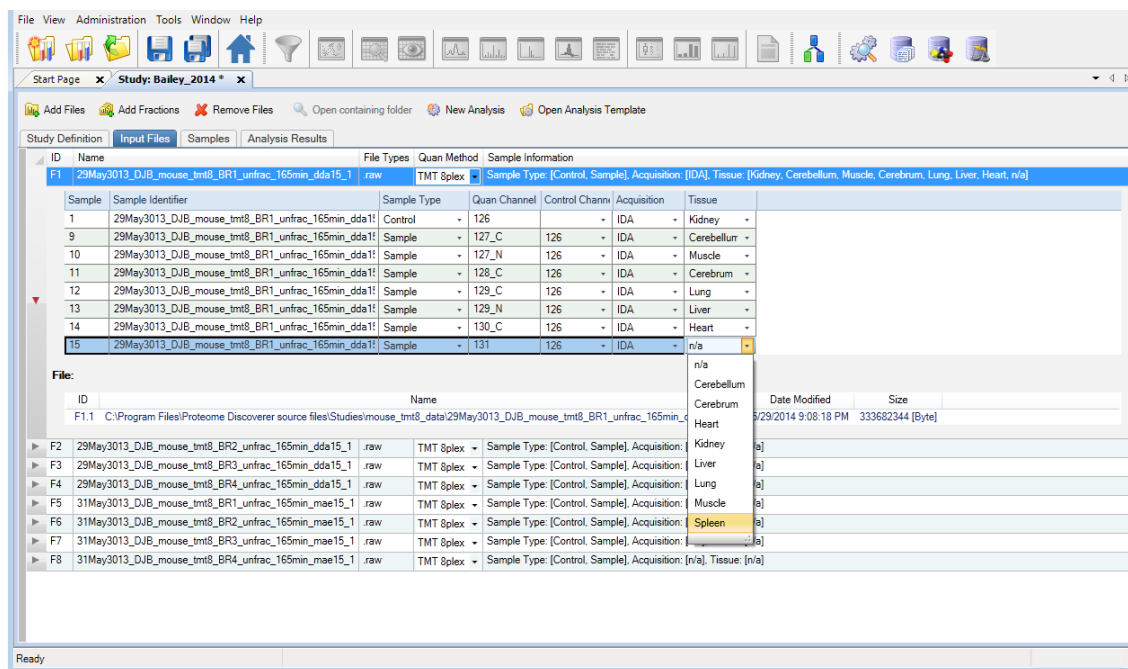 File View Administration Tools Window Help
Start Page x Study: Bailey_2014 * x
Add Files Add Fractions Remove Files Open containing folder New Analysis Open Analysis Template
Study Definition Input Files Samples Analysis Results
ID Name File Types Quan Method Sample Information
F1 29May3013_DJB_mouse_tmt8_BR1_unfrac_165min_dda15_1 .raw TMT 8plex Sample Type: [Control, Sample], Acquisition: [IDA], Tissue: [Kidney, Cerebellum, Muscle, Cerebrum, Lung, Liver, Heart, n/a]
Sample Sample Identifier Sample Type Quan Channel Control Channe Acquisition Tissue
1 29May3013_DJB_mouse_tmt8_BR1_unfrac_165min_dda1 Control 126 IDA Kidney
9 29May3013_DJB_mouse_tmt8_BR1_unfrac_165min_dda1 Sample 127_C 126 IDA Cerebellum
10 29May3013_DJB_mouse_tmt8_BR1_unfrac_165min_dda1 Sample 127_N 126 IDA Muscle
11 29May3013_DJB_mouse_tmt8_BR1_unfrac_165min_dda1 Sample 128_C 126 IDA Cerebrum
12 29May3013_DJB_mouse_tmt8_BR1_unfrac_165min_dda1 Sample 129_C 126 IDA Lung
13 29May3013_DJB_mouse_tmt8_BR1_unfrac_165min_dda1 Sample 129_N 126 IDA Liver
14 29May3013_DJB_mouse_tmt8_BR1_unfrac_165min_dda1 Sample 130_C 126 IDA Heart
15 29May3013_DJB_mouse_tmt8_BR1_unfrac_165min_dda1 Sample 131 126 IDA n/a
n/a
Cerebellum
Cerebrum
Heart
Kidney
Liver
Lung
Muscle
Spleen
File:
ID Name Date Modified Size
F1.1 C:\Program Files\Proteome Discoverer source files\Studies\mouse_tmt8_data\29May3013_DJB_mouse_tmt8_BR1_unfrac_165min_ /29/2014 9:08:18 PM 333682344 [Byte]
F2 29May3013_DJB_mouse_tmt8_BR2_unfrac_165min_dda15_1 .raw TMT 8plex Sample Type: [Control, Sample], Acquisition: /a]
F3 29May3013_DJB_mouse_tmt8_BR3_unfrac_165min_dda15_1 .raw TMT 8plex Sample Type: [Control, Sample], Acquisition: /a]
F4 29May3013_DJB_mouse_tmt8_BR4_unfrac_165min_dda15_1 .raw TMT 8plex Sample Type: [Control, Sample], Acquisition: /a]
F5 31May3013_DJB_mouse_tmt8_BR1_unfrac_165min_mae15_1 .raw TMT 8plex Sample Type: [Control, Sample], Acquisition: /a]
F6 31May3013_DJB_mouse_tmt8_BR2_unfrac_165min_mae15_1 .raw TMT 8plex Sample Type: [Control, Sample], Acquisition: /a]
F7 31May3013_DJB_mouse_tmt8_BR3_unfrac_165min_mae15_1 .raw TMT 8plex Sample Type: [Control, Sample], Acquisition: /a]
F8 31May3013_DJB_mouse_tmt8_BR4_unfrac_165min_mae15_1 .raw TMT 8plex Sample Type: [Control, Sample], Acquisition: [n/a], Tissue: [n/a]
Ready